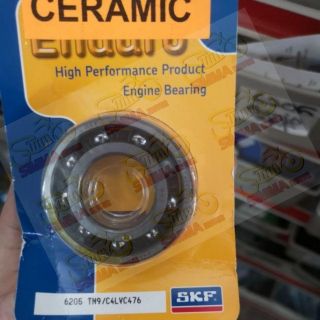 CERAMIC
Enduro
High Performance Product
Engine Bearing
6205 TN9/C4LVC476
SKF